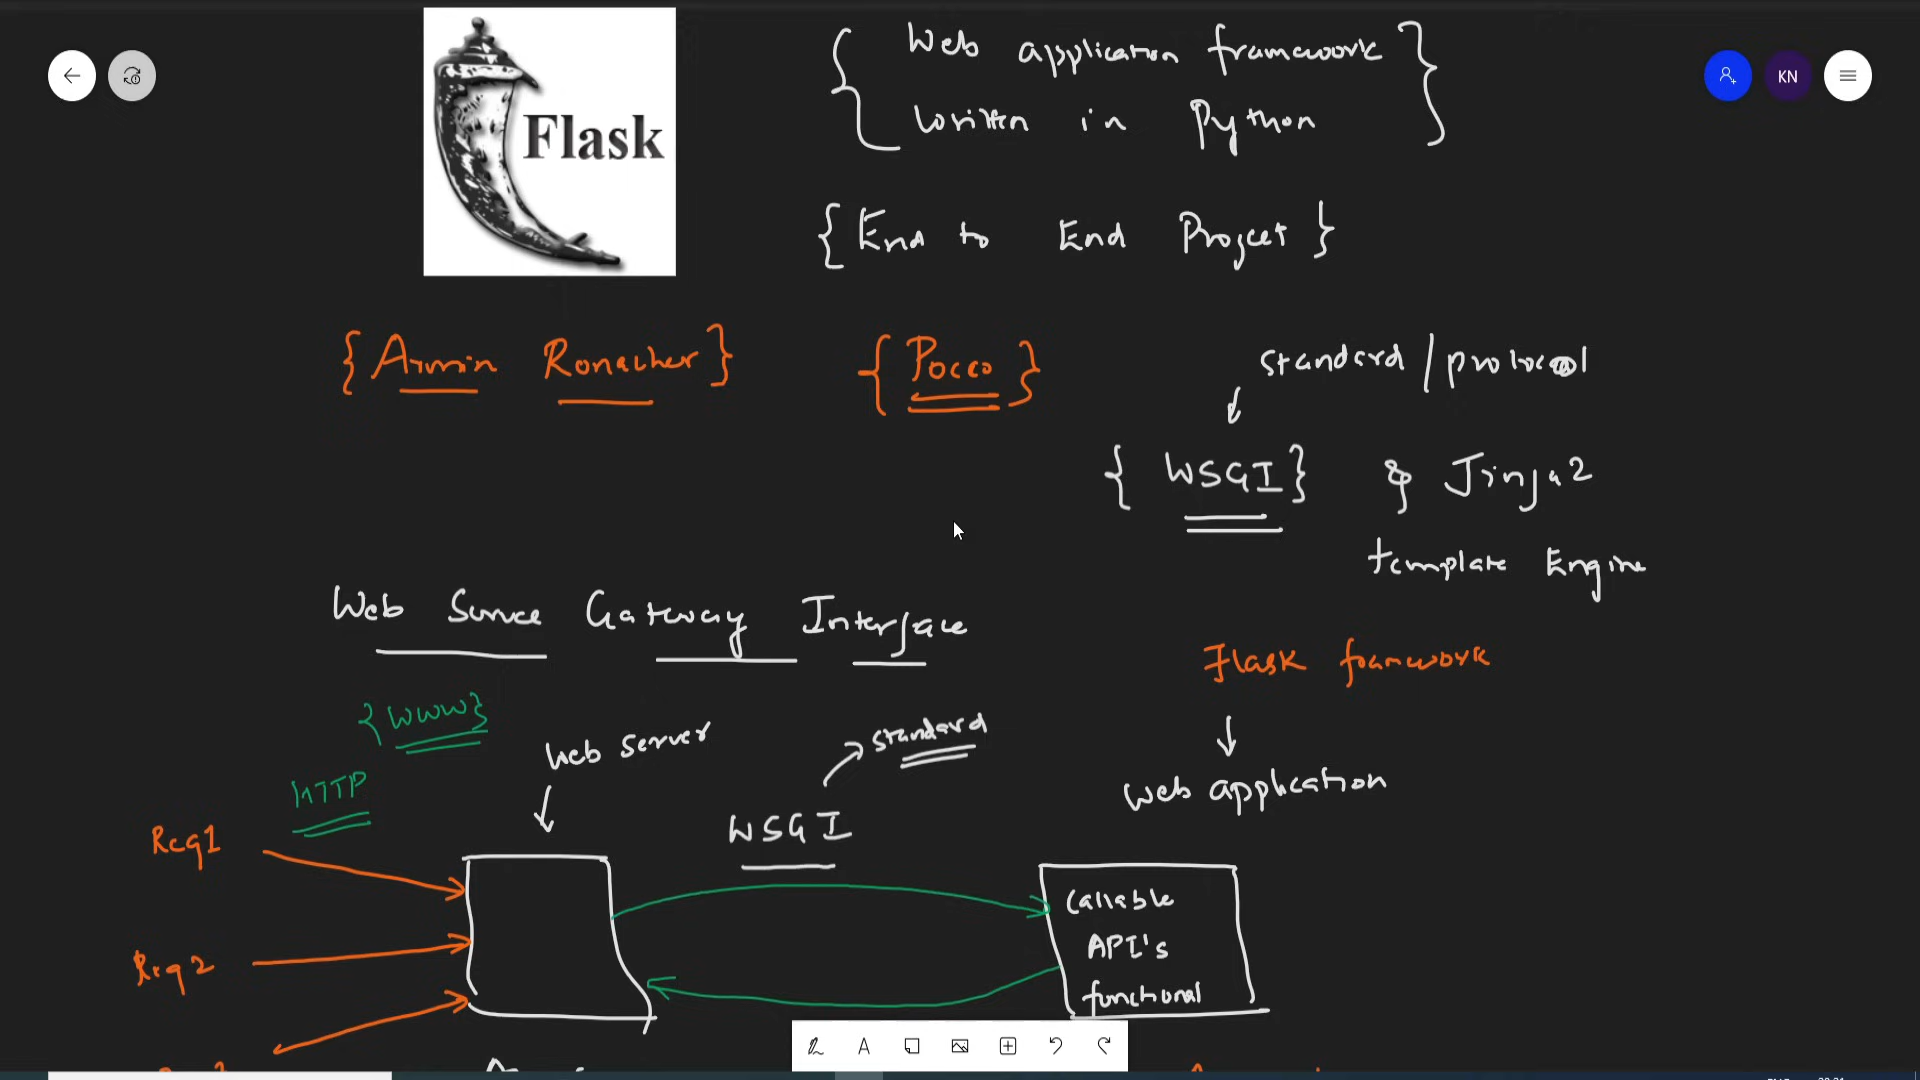 Flask
{ Web application framework
written in Python }
KN
{ End to End Project }
{ Armin Ronacher } { Pocco }
standard / protocol
{ WSGI } & Jinja2
template Engine
Web Gateway Interface
Flask framework
{ WWW }
web server
standard
HTTP
WSGI
web application
Req1
callable
API's
functional
Req2